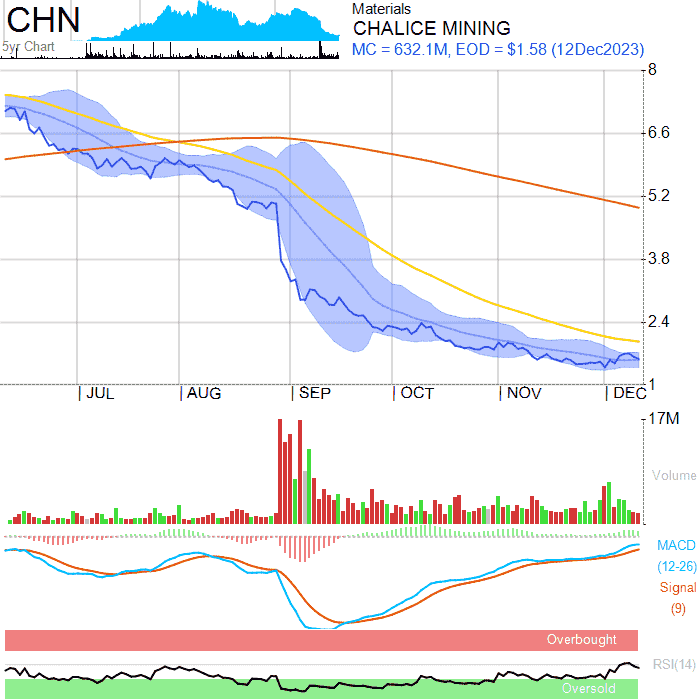 CHN
5yr Chart
Materials
CHALICE MINING
MC = 632.1M, EOD = $1.58 (12Dec2023)
8
6.6
5.2
3.8
2.4
1
JUL AUG SEP OCT NOV DEC
17M
Volume
MACD
(12-26)
Signal
(9)
Overbought
RSI(14)
Oversold